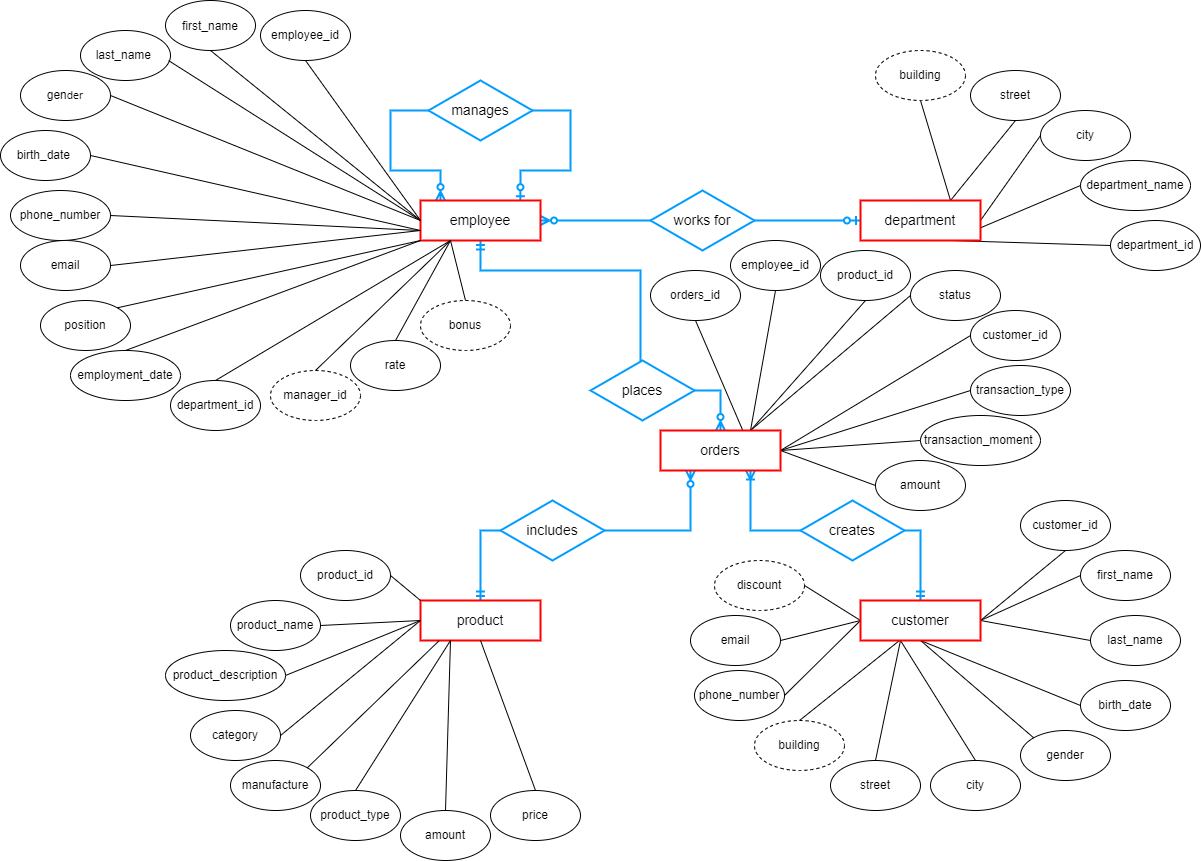 first_name
employee_id
last_name
gender
birth_date
phone_number
email
position
employment_date
department_id
manager_id
rate
bonus
manages
employee
works for
department
building
street
city
department_name
department_id
orders_id
employee_id
product_id
status
customer_id
transaction_type
transaction_moment
amount
places
orders
includes
creates
product_id
product_name
product_description
category
manufacture
product_type
amount
price
product
customer
discount
email
phone_number
building
street
city
gender
birth_date
last_name
first_name
customer_id